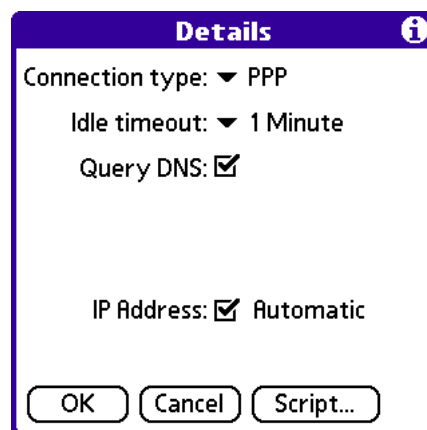 Details
Connection type: PPP
Idle timeout: 1 Minute
Query DNS:
IP Address: Automatic
OK Cancel Script...